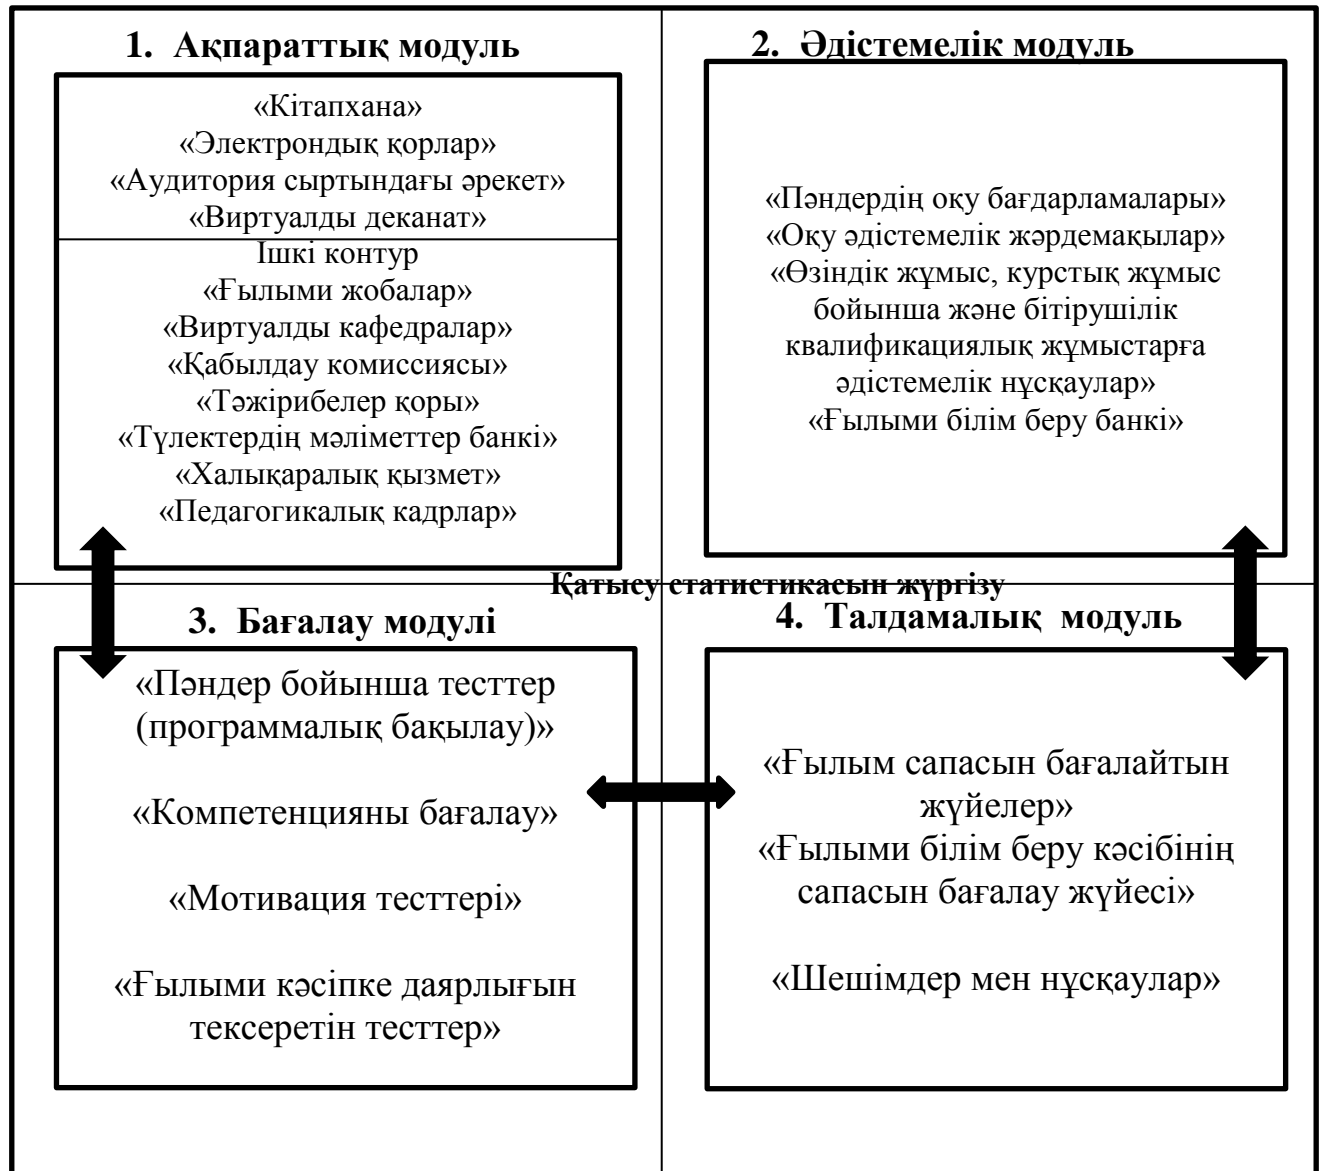 1. Ақпараттық модуль
«Кітапхана»
«Электрондық қорлар»
«Аудитория сыртындағы әрекет»
«Виртуалды деканат»
Ішкі контур
«Ғылыми жобалар»
«Виртуалды кафедралар»
«Қабылдау комиссиясы»
«Тәжірибелер қоры»
«Түлектердің мәліметтер банкі»
«Халықаралық қызмет»
«Педагогикалық кадрлар»
2. Әдістемелік модуль
«Пәндердің оқу бағдарламалары»
«Оқу әдістемелік жәрдемақылар»
«Өзіндік жұмыс, курстық жұмыс
бойынша және бітірушілік
квалификациялық жұмыстарға
әдістемелік нұсқаулар»
«Ғылыми білім беру банкі»
Қатысу статистикасын жүргізу
3. Бағалау модулі
«Пәндер бойынша тесттер
(программалық бақылау)»
«Компетенцияны бағалау»
«Мотивация тесттері»
«Ғылыми кәсіпке даярлығын
тексеретін тесттер»
4. Талдамалық модуль
«Ғылым сапасын бағалайтын
жүйелер»
«Ғылыми білім беру кәсібінің
сапасын бағалау жүйесі»
«Шешімдер мен нұсқаулар»